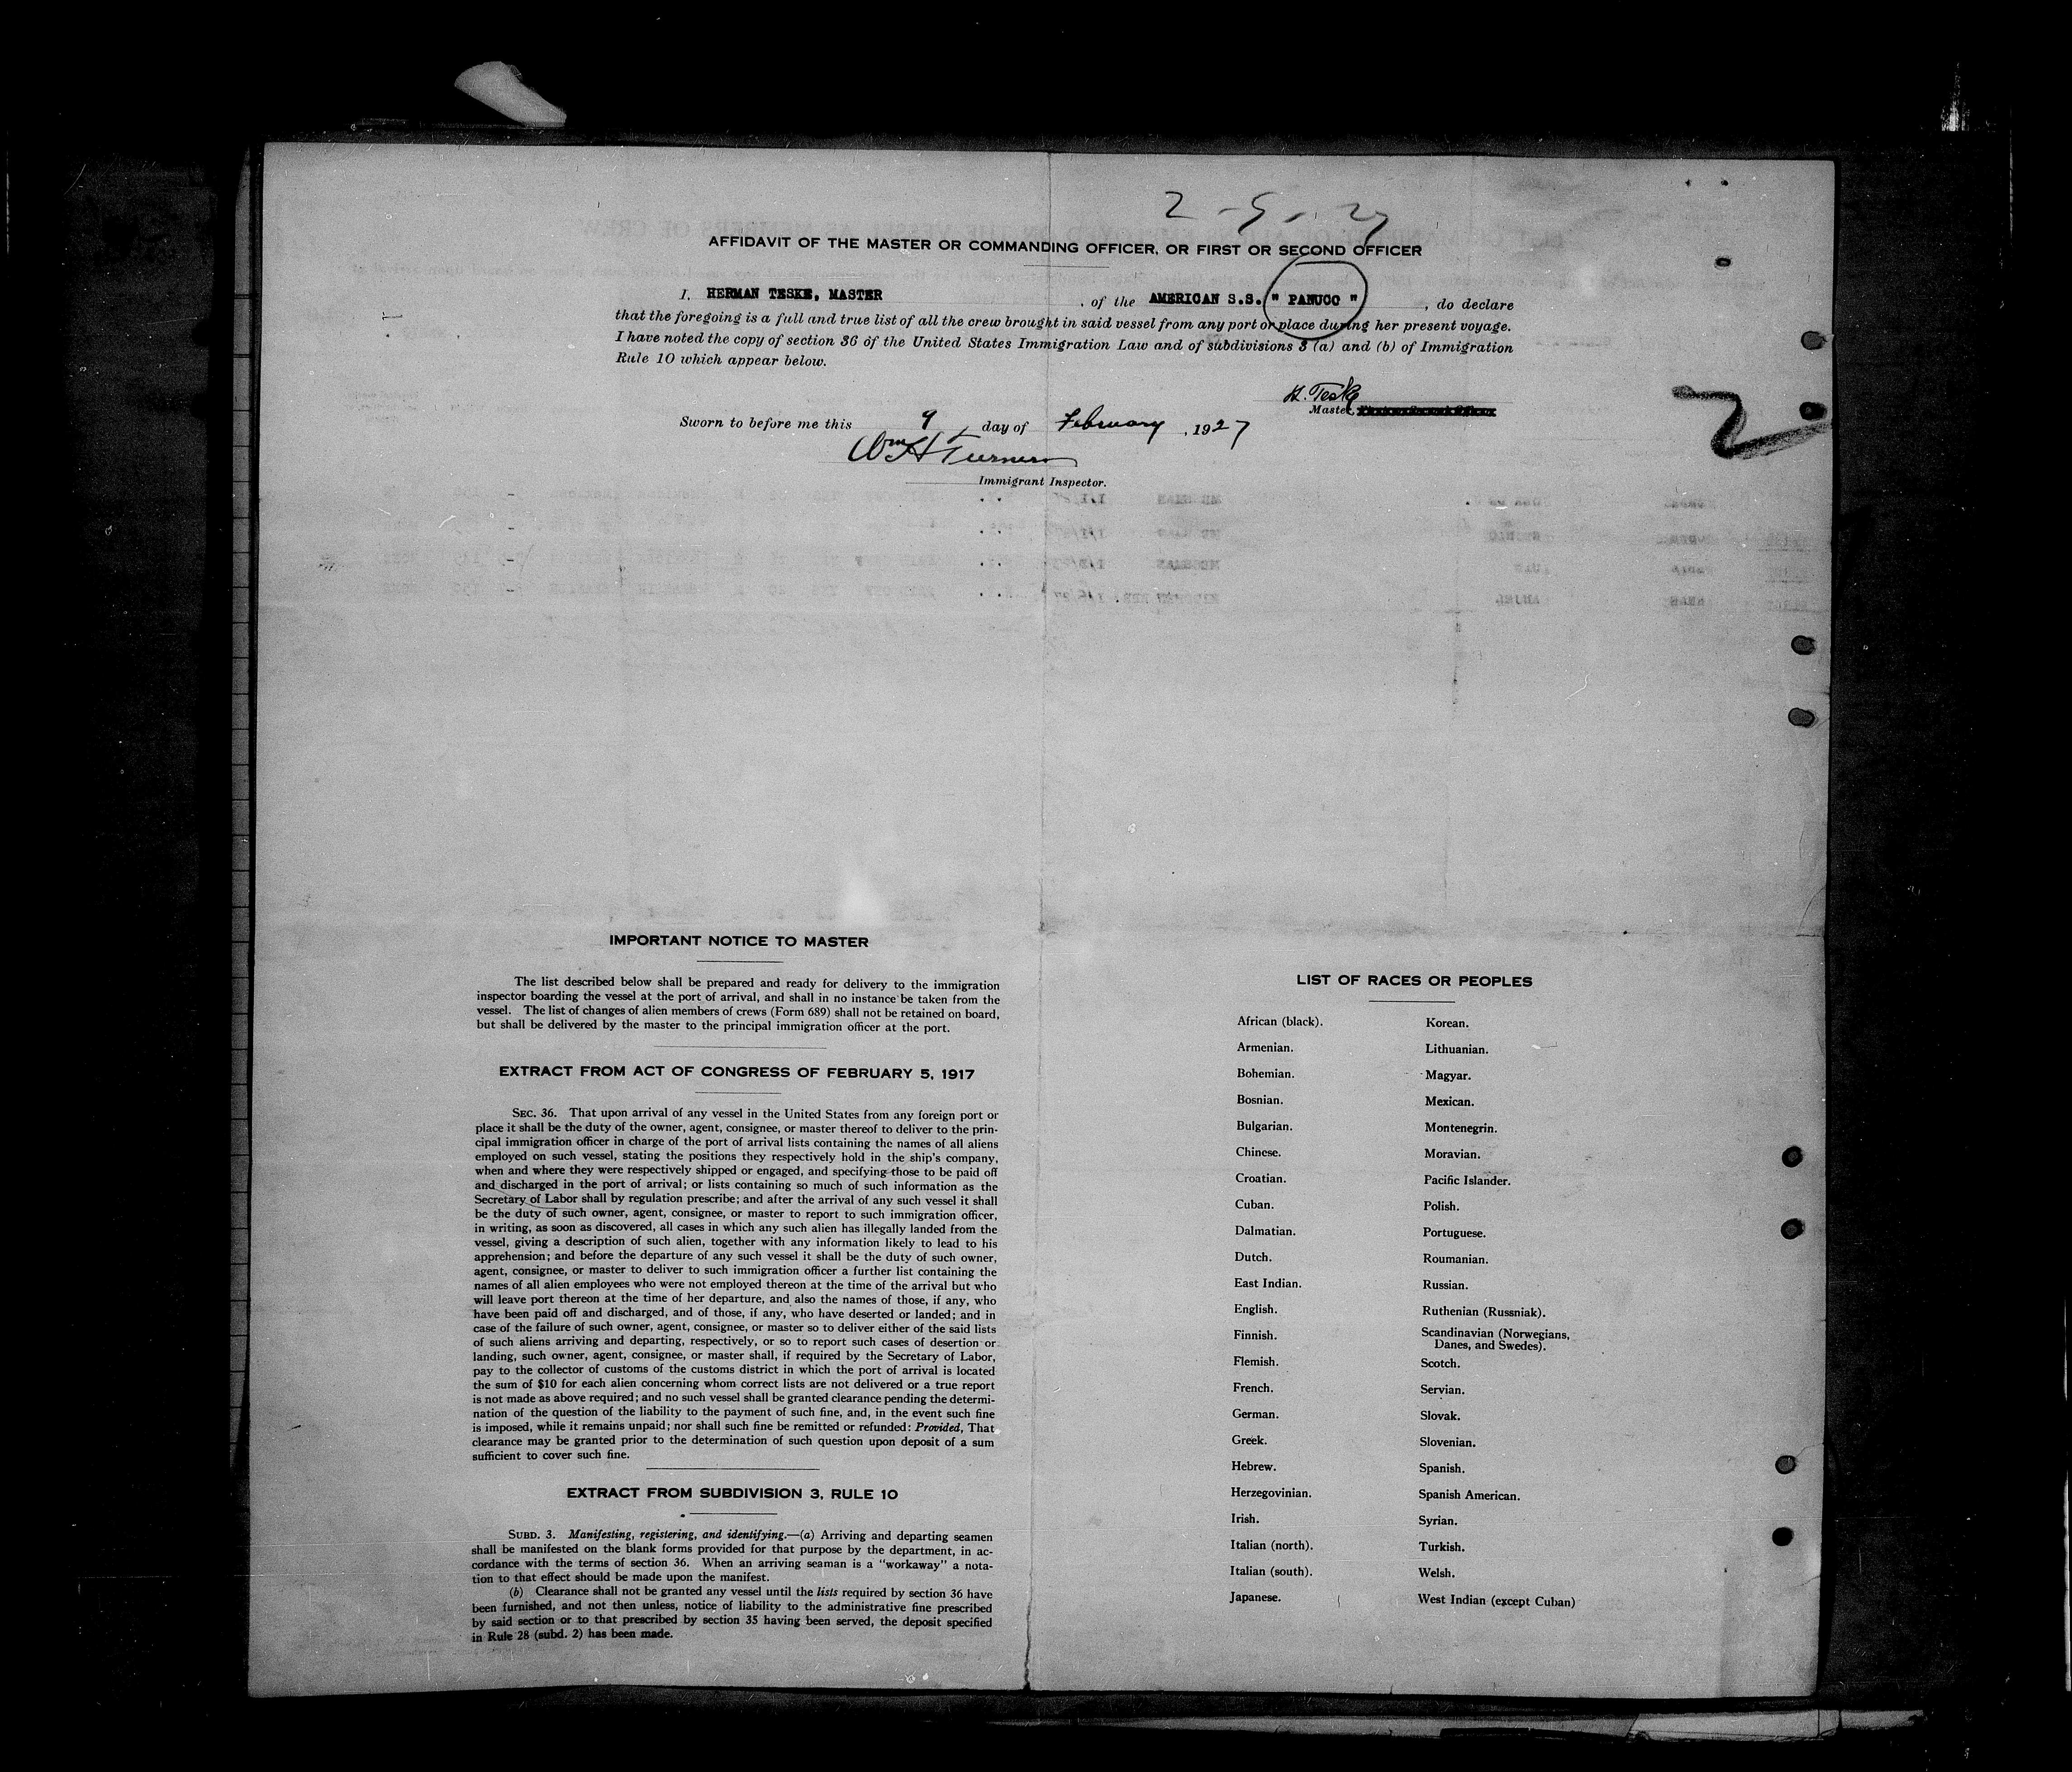 2-9-27
AFFIDAVIT OF THE MASTER OR COMMANDING OFFICER, OR FIRST OR SECOND OFFICER
I, HERMAN TESKE, MASTER, of the AMERICAN S.S. " PANUCO ", do declare
that the foregoing is a full and true list of all the crew brought in said vessel from any port or place during her present voyage.
I have noted the copy of section 36 of the United States Immigration Law and of subdivisions 3 (a) and (b) of Immigration
Rule 10 which appear below.
H. Teske
Master,
Sworn to before me this 9 day of February, 1927
Wm H Turner
Immigrant Inspector.
2
IMPORTANT NOTICE TO MASTER
The list described below shall be prepared and ready for delivery to the immigration
inspector boarding the vessel at the port of arrival, and shall in no instance be taken from the
vessel. The list of changes of alien members of crews (Form 689) shall not be retained on board,
but shall be delivered by the master to the principal immigration officer at the port.
EXTRACT FROM ACT OF CONGRESS OF FEBRUARY 5, 1917
SEC. 36. That upon arrival of any vessel in the United States from any foreign port or
place it shall be the duty of the owner, agent, consignee, or master thereof to deliver to the prin-
cipal immigration officer in charge of the port of arrival lists containing the names of all aliens
employed on such vessel, stating the positions they respectively hold in the ship's company,
when and where they were respectively shipped or engaged, and specifying those to be paid off
and discharged in the port of arrival; or lists containing so much of such information as the
Secretary of Labor shall by regulation prescribe; and after the arrival of any such vessel it shall
be the duty of such owner, agent, consignee, or master to report to such immigration officer,
in writing, as soon as discovered, all cases in which any such alien has illegally landed from the
vessel, giving a description of such alien, together with any information likely to lead to his
apprehension; and before the departure of any such vessel it shall be the duty of such owner,
agent, consignee, or master to deliver to such immigration officer a further list containing the
names of all alien employees who were not employed thereon at the time of the arrival but who
will leave port thereon at the time of her departure, and also the names of those, if any, who
have been paid off and discharged, and of those, if any, who have deserted or landed; and in
case of the failure of such owner, agent, consignee, or master so to deliver either of the said lists
of such aliens arriving and departing, respectively, or so to report such cases of desertion or
landing, such owner, agent, consignee, or master shall, if required by the Secretary of Labor,
pay to the collector of customs of the customs district in which the port of arrival is located
the sum of $10 for each alien concerning whom correct lists are not delivered or a true report
is not made as above required; and no such vessel shall be granted clearance pending the determi-
nation of the question of the liability to the payment of such fine, and, in the event such fine
is imposed, while it remains unpaid; nor shall such fine be remitted or refunded: Provided, That
clearance may be granted prior to the determination of such question upon deposit of a sum
sufficient to cover such fine.
EXTRACT FROM SUBDIVISION 3, RULE 10
SUBD. 3. Manifesting, registering, and identifying.—(a) Arriving and departing seamen
shall be manifested on the blank forms provided for that purpose by the department, in ac-
cordance with the terms of section 36. When an arriving seaman is a "workaway" a nota-
tion to that effect should be made upon the manifest.
(b) Clearance shall not be granted any vessel until the lists required by section 36 have
been furnished, and not then unless, notice of liability to the administrative fine prescribed
by said section or to that prescribed by section 35 having been served, the deposit specified
in Rule 28 (subd. 2) has been made.
LIST OF RACES OR PEOPLES
African (black).
Armenian.
Bohemian.
Bosnian.
Bulgarian.
Chinese.
Croatian.
Cuban.
Dalmatian.
Dutch.
East Indian.
English.
Finnish.
Flemish.
French.
German.
Greek.
Hebrew.
Herzegovinian.
Irish.
Italian (north).
Italian (south).
Japanese.
Korean.
Lithuanian.
Magyar.
Mexican.
Montenegrin.
Moravian.
Pacific Islander.
Polish.
Portuguese.
Roumanian.
Russian.
Ruthenian (Russniak).
Scandinavian (Norwegians,
Danes, and Swedes).
Scotch.
Servian.
Slovak.
Slovenian.
Spanish.
Spanish American.
Syrian.
Turkish.
Welsh.
West Indian (except Cuban)